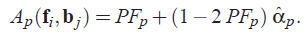 A_p(𝐟_i, 𝐛_j) = PF_p + (1 − 2 PF_p) α̂_p.